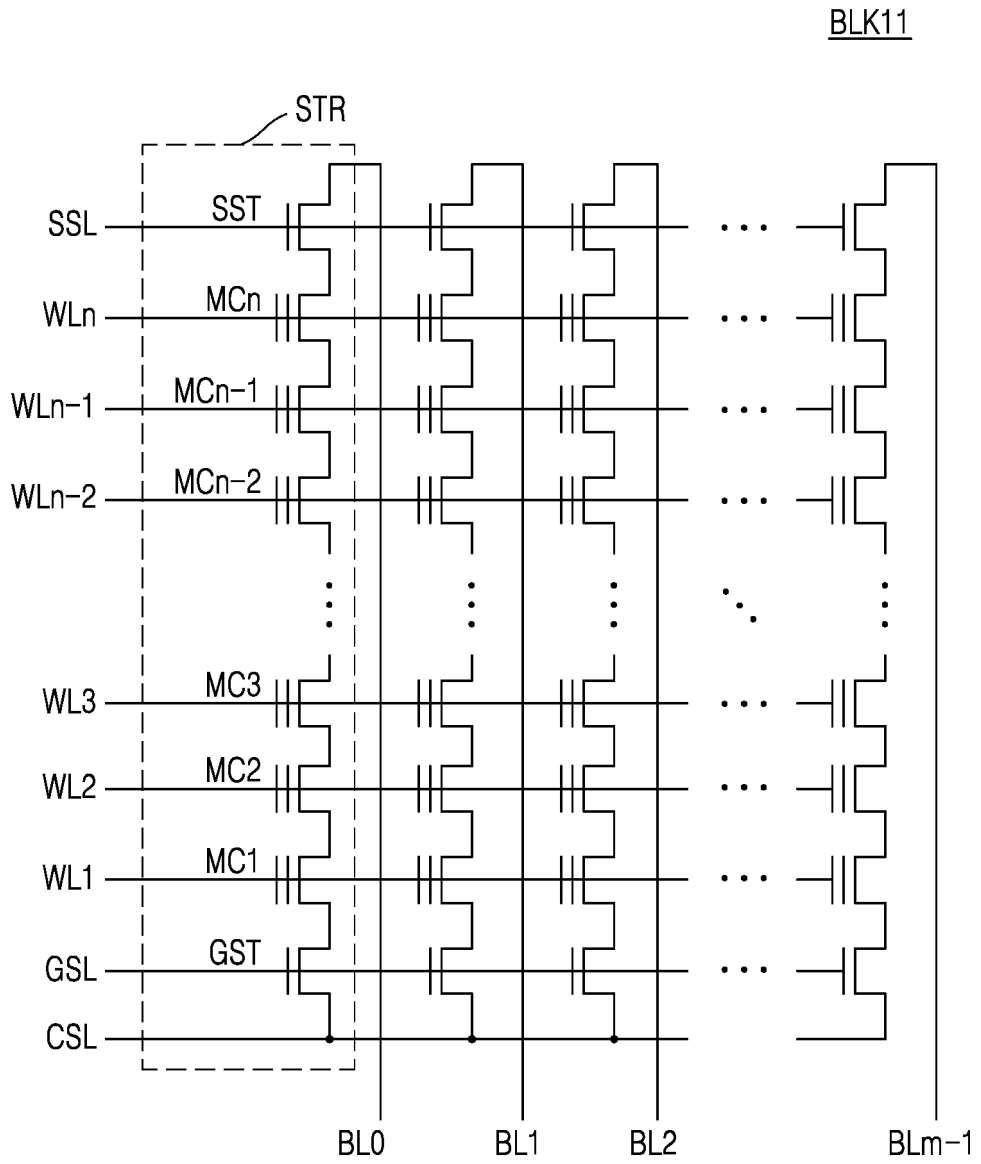 BLK11
STR
SSL SST
WLn MCn
WLn-1 MCn-1
WLn-2 MCn-2
WL3 MC3
WL2 MC2
WL1 MC1
GSL GST
CSL
BL0 BL1 BL2 BLm-1